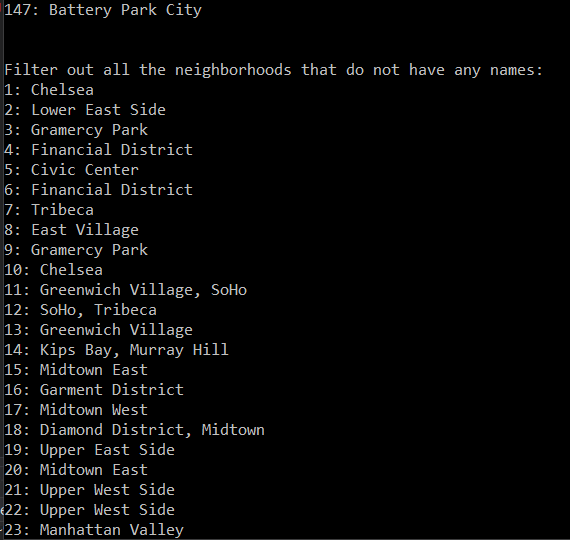 147: Battery Park City
Filter out all the neighborhoods that do not have any names:
1: Chelsea
2: Lower East Side
3: Gramercy Park
4: Financial District
5: Civic Center
6: Financial District
7: Tribeca
8: East Village
9: Gramercy Park
10: Chelsea
11: Greenwich Village, SoHo
12: SoHo, Tribeca
13: Greenwich Village
14: Kips Bay, Murray Hill
15: Midtown East
16: Garment District
17: Midtown West
18: Diamond District, Midtown
19: Upper East Side
20: Midtown East
21: Upper West Side
22: Upper West Side
23: Manhattan Valley